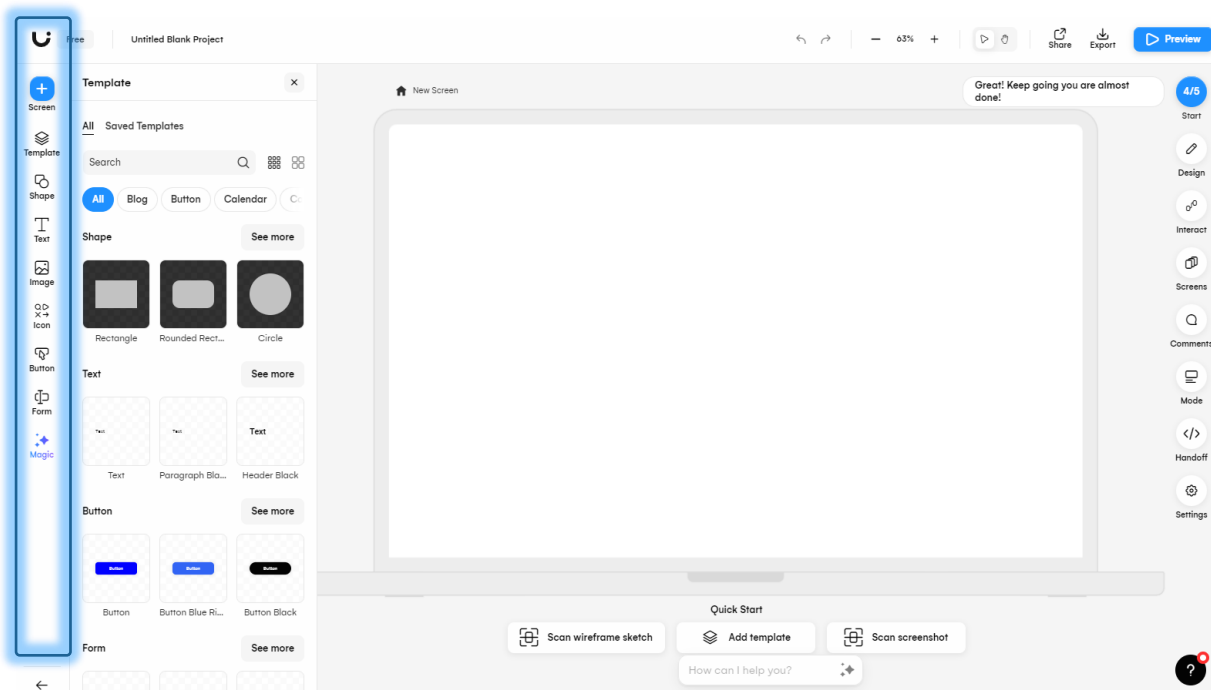 Free
Untitled Blank Project
63%
Share
Export
Preview
Screen
Template
Shape
Text
Image
Icon
Button
Form
Magic
Template
All Saved Templates
Search
All Blog Button Calendar
Shape See more
Rectangle Rounded Rect... Circle
Text See more
Text Text Text
Text Paragraph Bla... Header Black
Button See more
Button Button Button
Button Button Blue Ri... Button Black
Form See more
New Screen
Great! Keep going you are almost
done!
4/5
Start
Design
Interact
Screens
Comments
Mode
Handoff
Settings
Quick Start
Scan wireframe sketch Add template Scan screenshot
How can I help you?
?